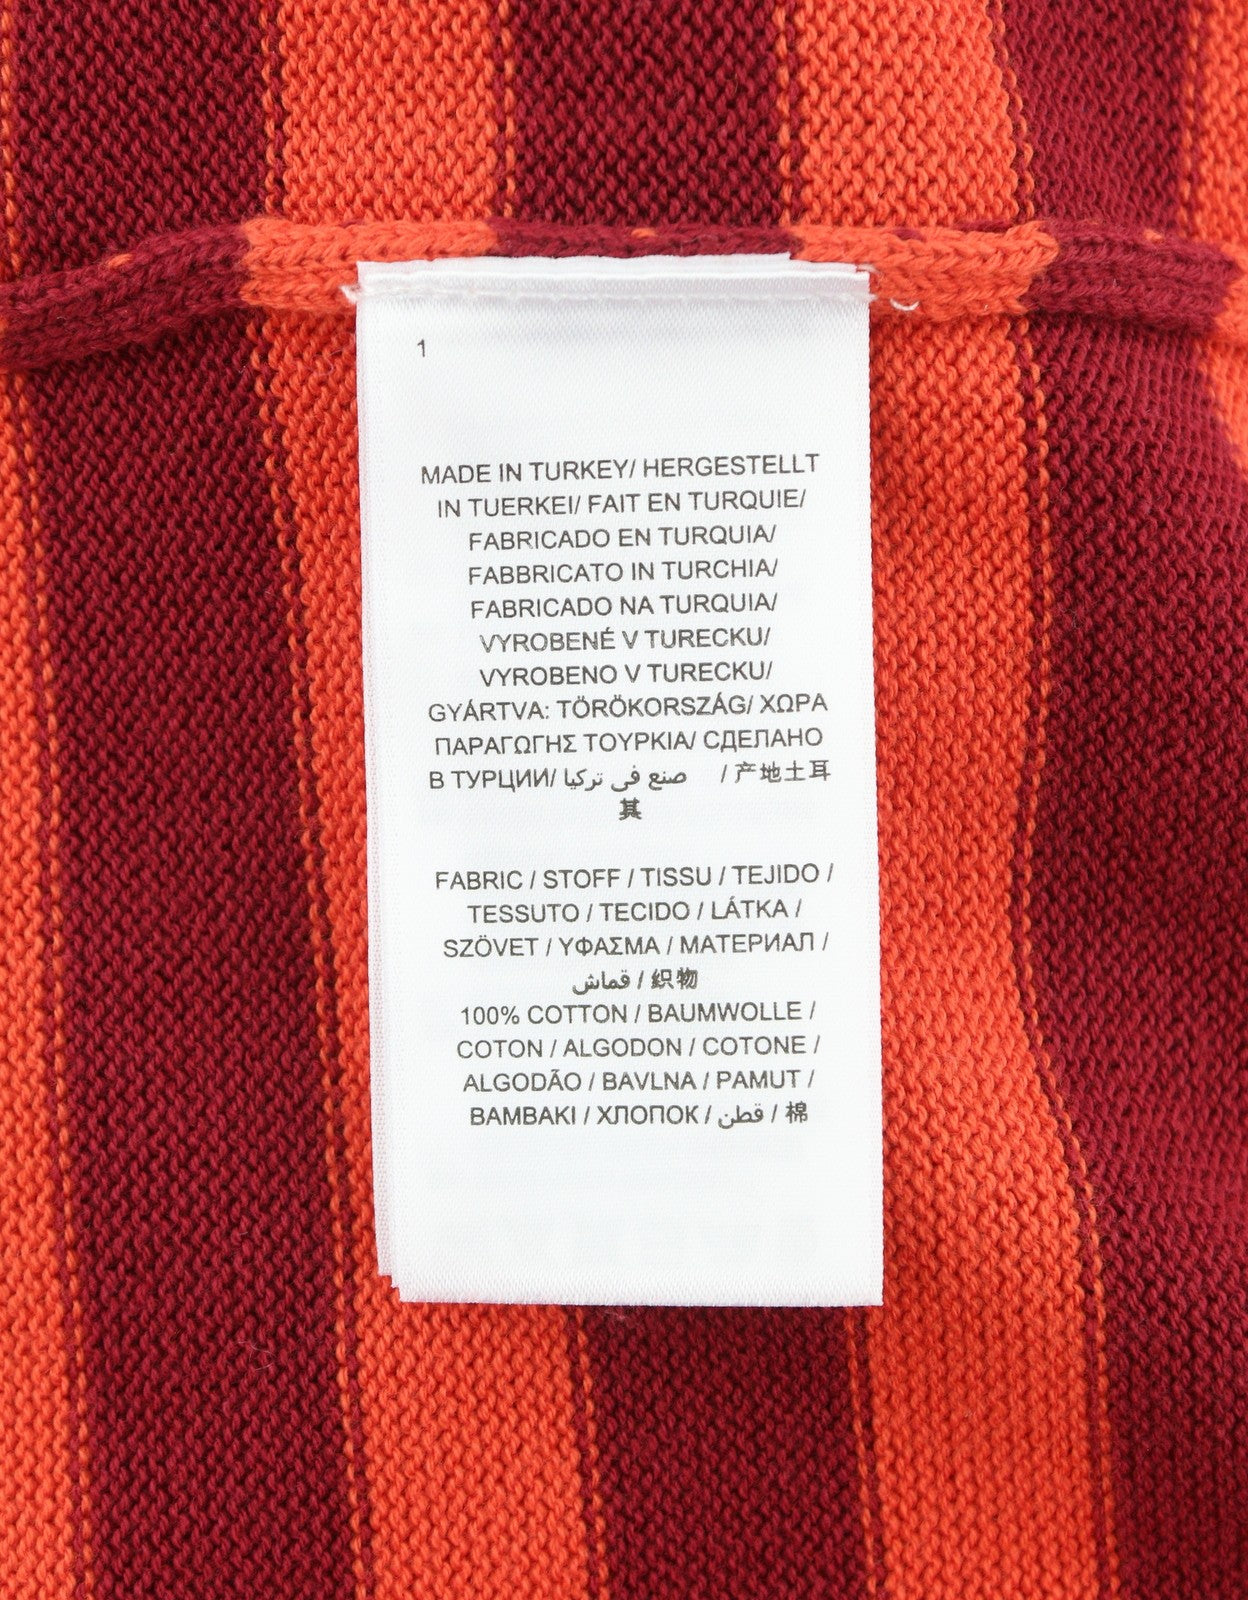 1
MADE IN TURKEY/ HERGESTELLT
IN TUERKEI/ FAIT EN TURQUIE/
FABRICADO EN TURQUIA/
FABBRICATO IN TURCHIA/
FABRICADO NA TURQUIA/
VYROBENÉ V TURECKU/
VYROBENO V TURECKU/
GYÁRTVA: TÖRÖKORSZÁG/ ΧΩΡΑ
ΠΑΡΑΓΩΓΗΣ ΤΟΥΡΚΙΑ/ СДЕЛАНО
В ТУРЦИИ/ صنع في تركيا / 产地土耳
其
FABRIC / STOFF / TISSU / TEJIDO /
TESSUTO / TECIDO / LÁTKA /
SZÖVET / ΥΦΑΣΜΑ / МАТЕРИАЛ /
قماش / 织物
100% COTTON / BAUMWOLLE /
COTON / ALGODON / COTONE /
ALGODÃO / BAVLNA / PAMUT /
BAMBAKI / ХЛОПОК / قطن / 棉